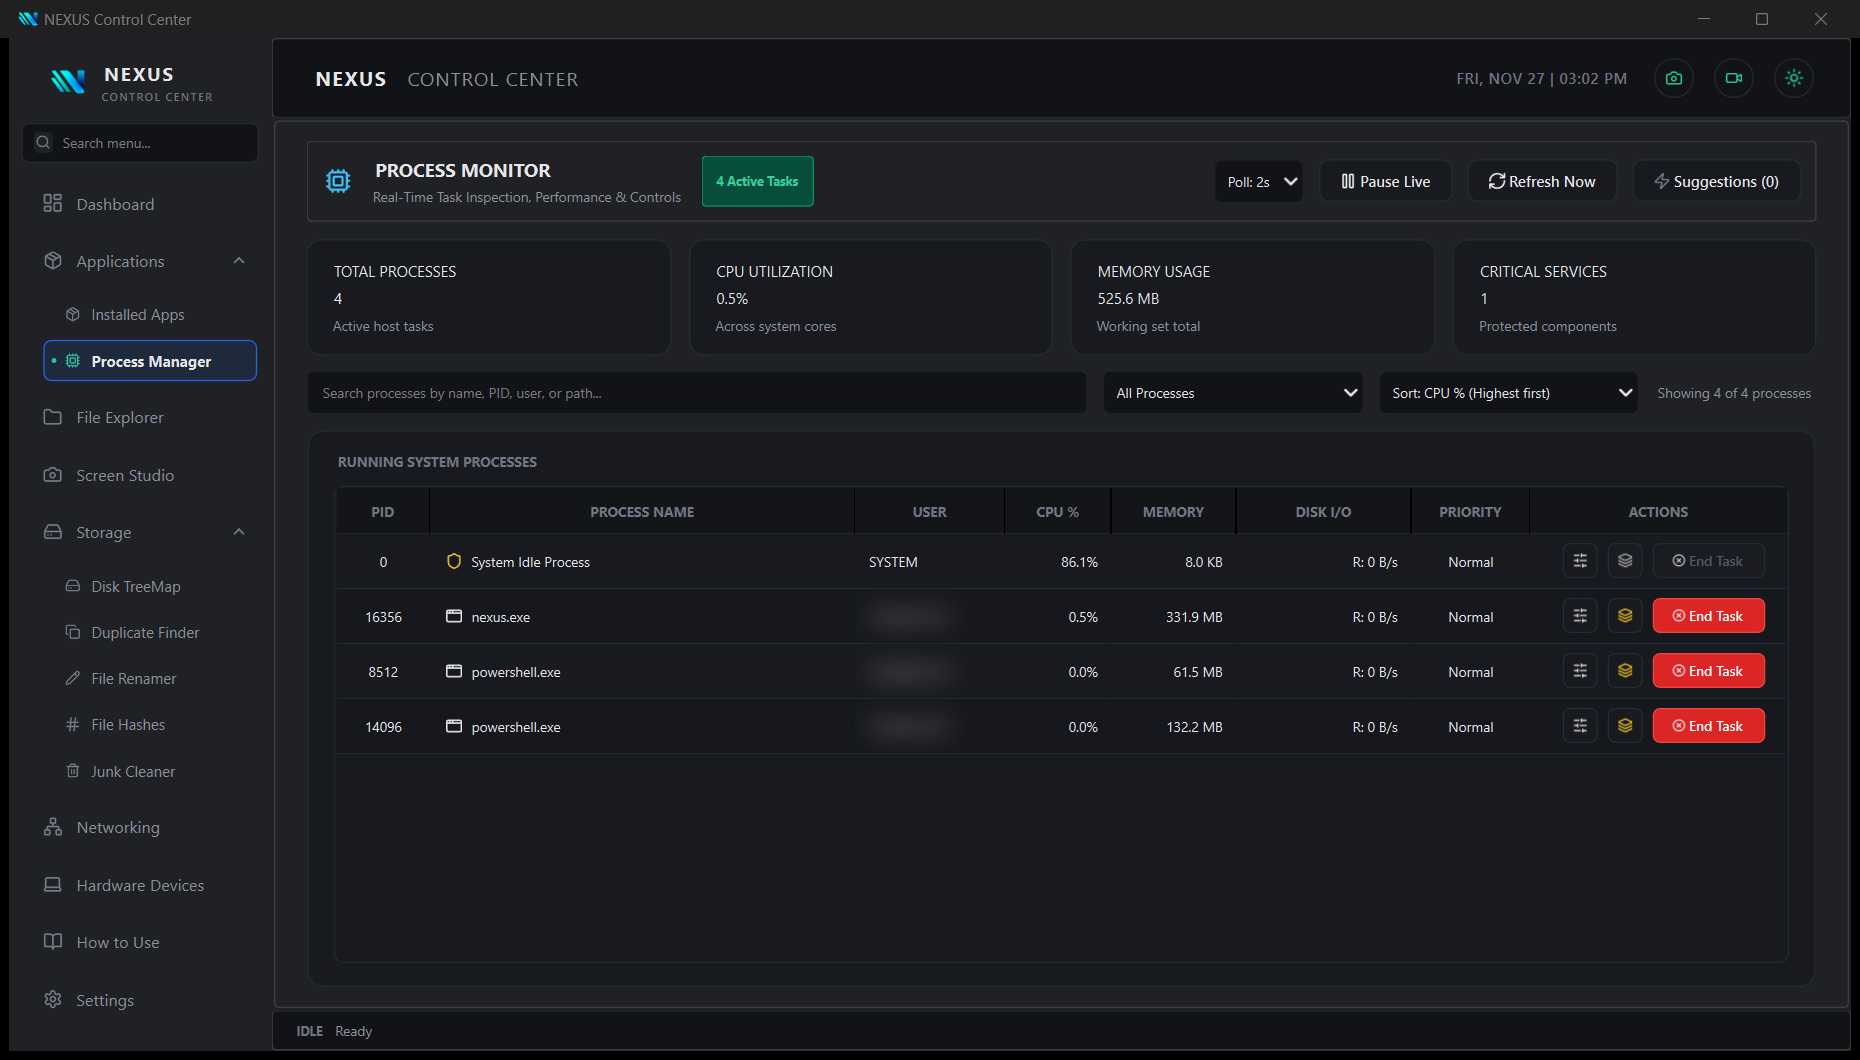 NEXUS Control Center
NEXUS
CONTROL CENTER
Search menu...
Dashboard
Applications
Installed Apps
Process Manager
File Explorer
Screen Studio
Storage
Disk TreeMap
Duplicate Finder
File Renamer
File Hashes
Junk Cleaner
Networking
Hardware Devices
How to Use
Settings
NEXUS CONTROL CENTER
FRI, NOV 27 | 03:02 PM
PROCESS MONITOR
Real-Time Task Inspection, Performance & Controls
4 Active Tasks
Poll: 2s
Pause Live
Refresh Now
Suggestions (0)
TOTAL PROCESSES
4
Active host tasks
CPU UTILIZATION
0.5%
Across system cores
MEMORY USAGE
525.6 MB
Working set total
CRITICAL SERVICES
1
Protected components
Search processes by name, PID, user, or path...
All Processes
Sort: CPU % (Highest first)
Showing 4 of 4 processes
RUNNING SYSTEM PROCESSES
PID PROCESS NAME USER CPU % MEMORY DISK I/O PRIORITY ACTIONS
0 System Idle Process SYSTEM 86.1% 8.0 KB R: 0 B/s Normal End Task
16356 nexus.exe 0.5% 331.9 MB R: 0 B/s Normal End Task
8512 powershell.exe 0.0% 61.5 MB R: 0 B/s Normal End Task
14096 powershell.exe 0.0% 132.2 MB R: 0 B/s Normal End Task
IDLE Ready